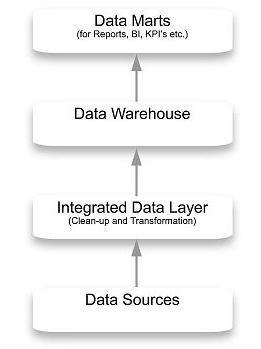 Data Marts
(for Reports, BI, KPI's etc.)
Data Warehouse
Integrated Data Layer
(Clean-up and Transformation)
Data Sources